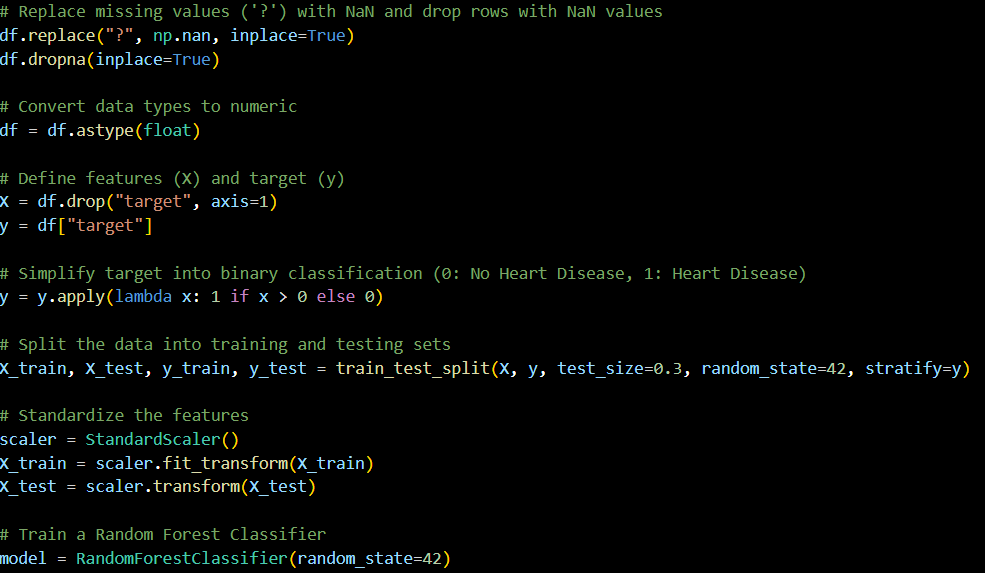 # Replace missing values ('?') with NaN and drop rows with NaN values
df.replace("?", np.nan, inplace=True)
df.dropna(inplace=True)
# Convert data types to numeric
df = df.astype(float)
# Define features (X) and target (y)
X = df.drop("target", axis=1)
y = df["target"]
# Simplify target into binary classification (0: No Heart Disease, 1: Heart Disease)
y = y.apply(lambda x: 1 if x > 0 else 0)
# Split the data into training and testing sets
X_train, X_test, y_train, y_test = train_test_split(X, y, test_size=0.3, random_state=42, stratify=y)
# Standardize the features
scaler = StandardScaler()
X_train = scaler.fit_transform(X_train)
X_test = scaler.transform(X_test)
# Train a Random Forest Classifier
model = RandomForestClassifier(random_state=42)